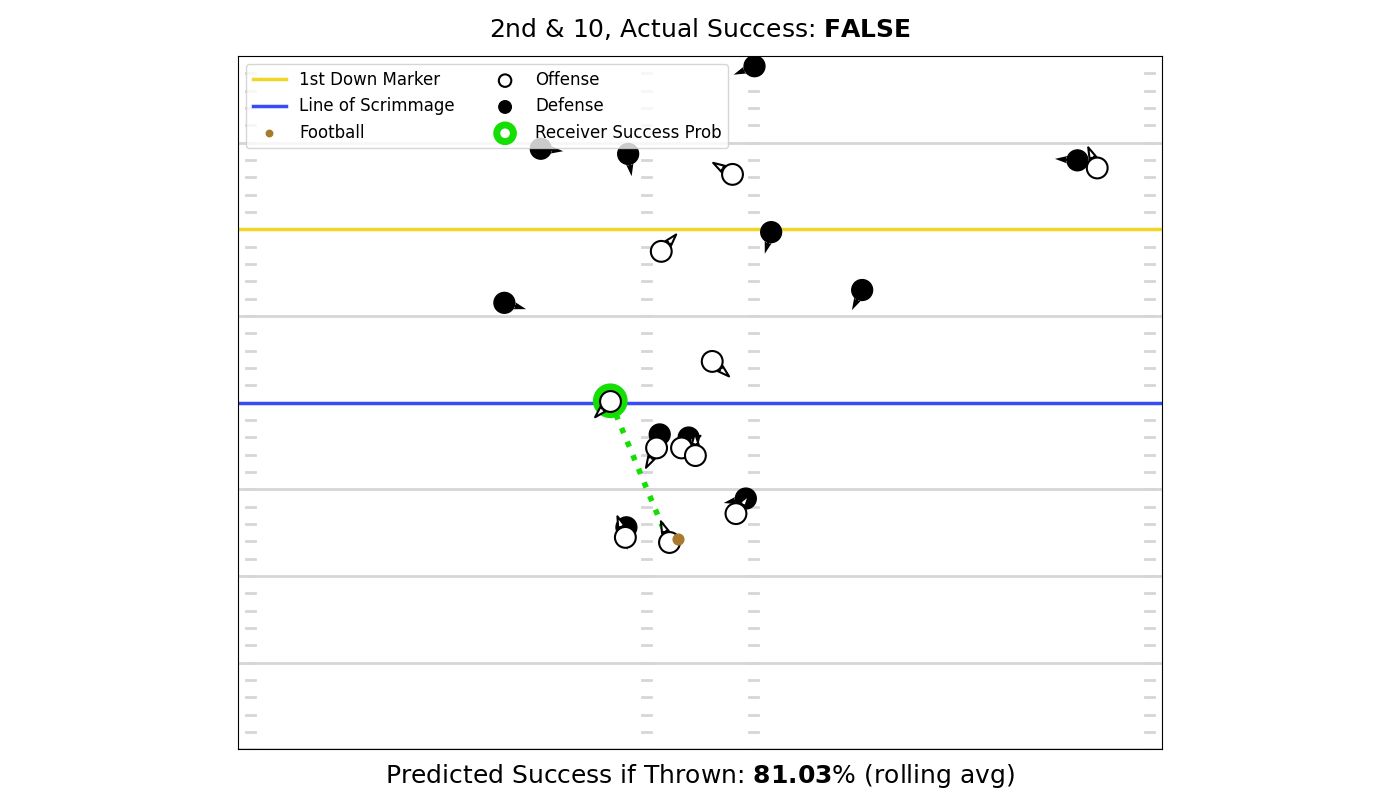 2nd & 10, Actual Success: FALSE
1st Down Marker
Line of Scrimmage
Football
Offense
Defense
Receiver Success Prob
Predicted Success if Thrown: 81.03% (rolling avg)